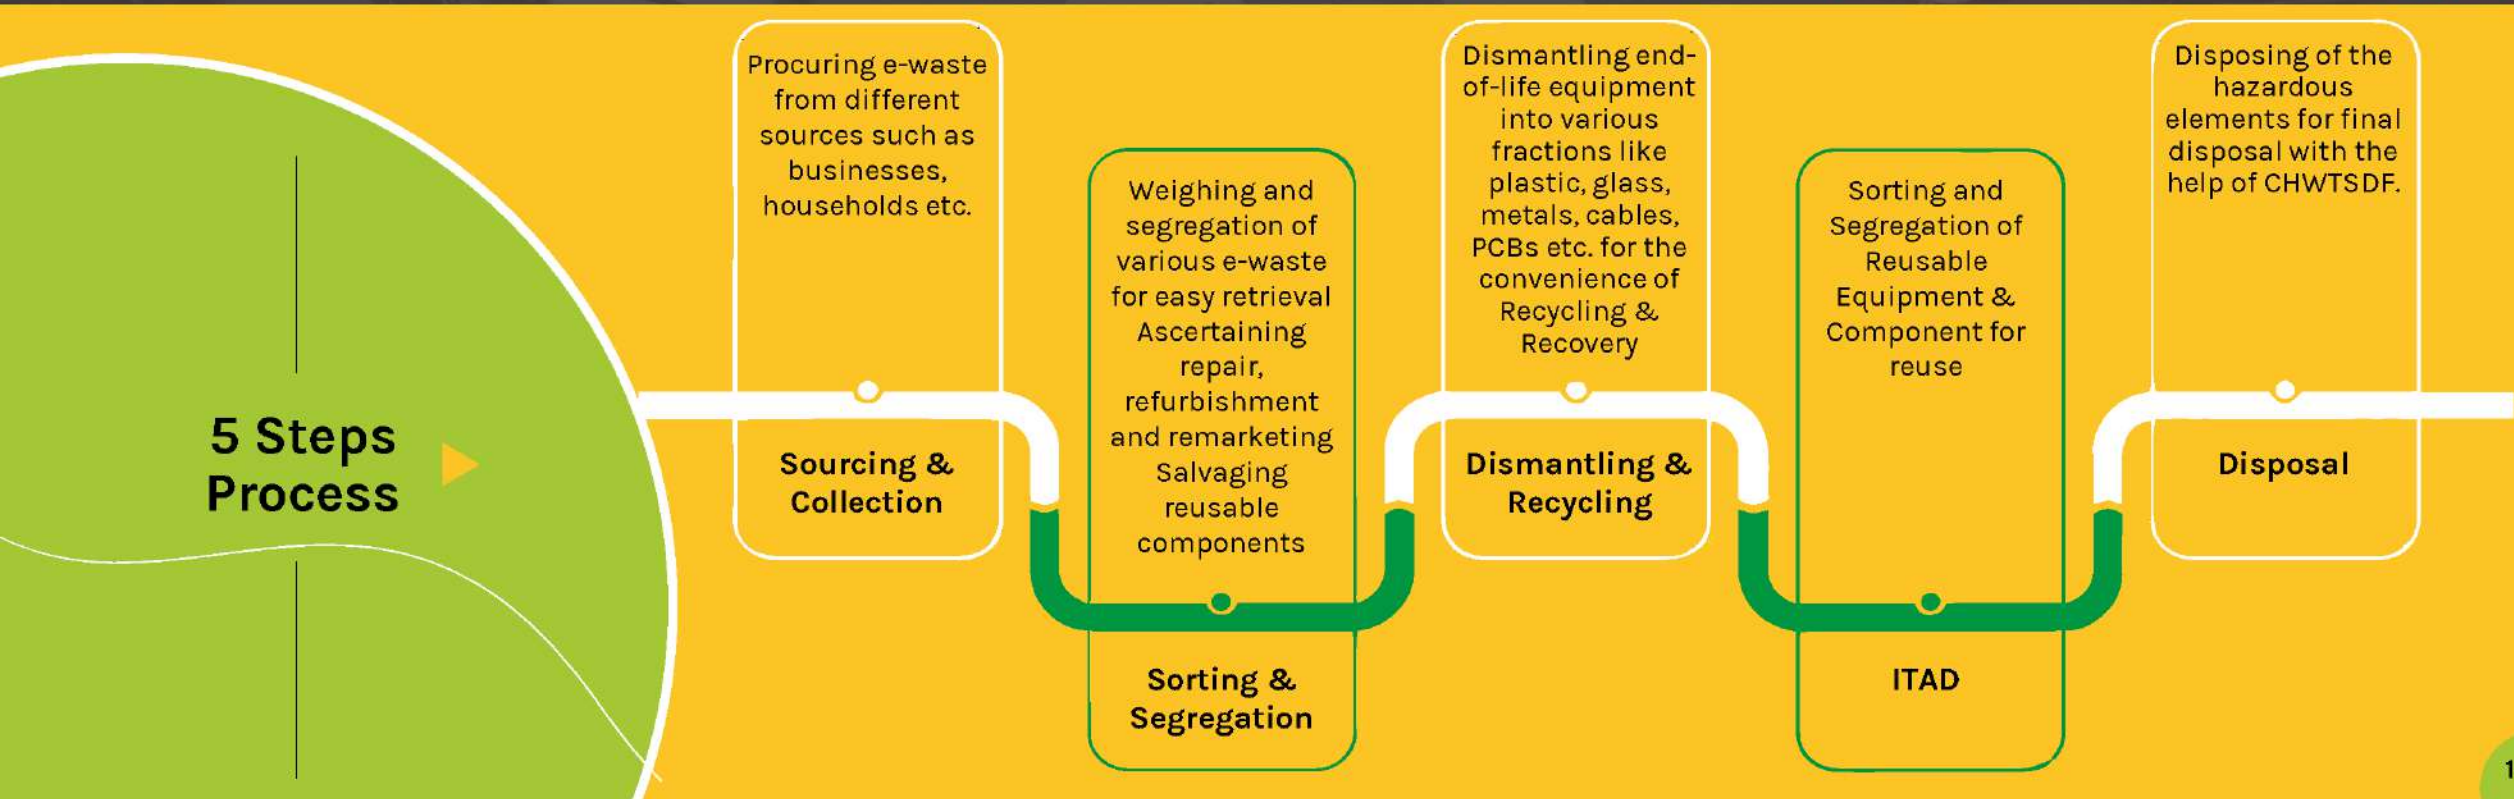 5 Steps
Process
Procuring e-waste
from different
sources such as
businesses,
households etc.
Sourcing &
Collection
Weighing and
segregation of
various e-waste
for easy retrieval
Ascertaining
repair,
refurbishment
and remarketing
Salvaging
reusable
components
Sorting &
Segregation
Dismantling end-
of-life equipment
into various
fractions like
plastic, glass,
metals, cables,
PCBs etc. for the
convenience of
Recycling &
Recovery
Dismantling &
Recycling
Sorting and
Segregation of
Reusable
Equipment &
Component for
reuse
ITAD
Disposing of the
hazardous
elements for final
disposal with the
help of CHWTSDF.
Disposal